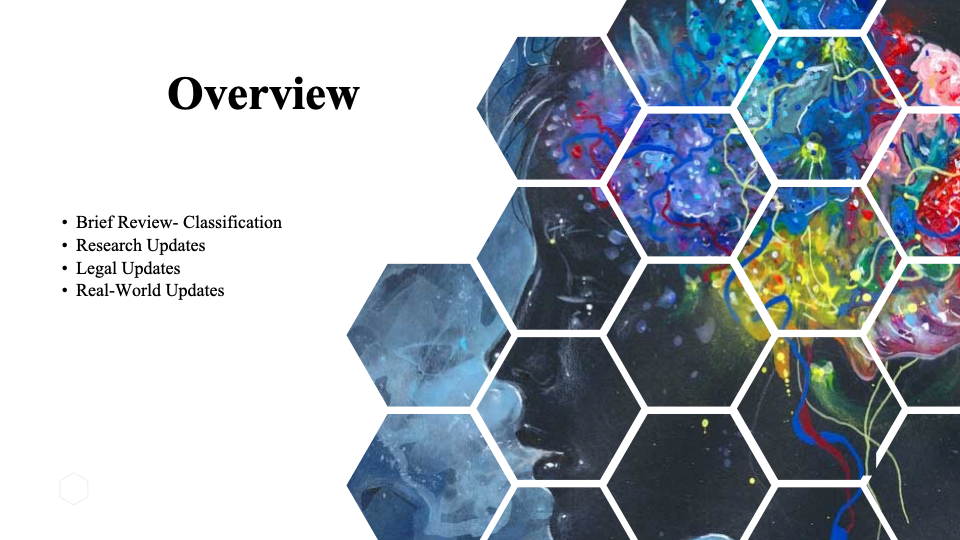 Overview
• Brief Review- Classification
• Research Updates
• Legal Updates
• Real-World Updates